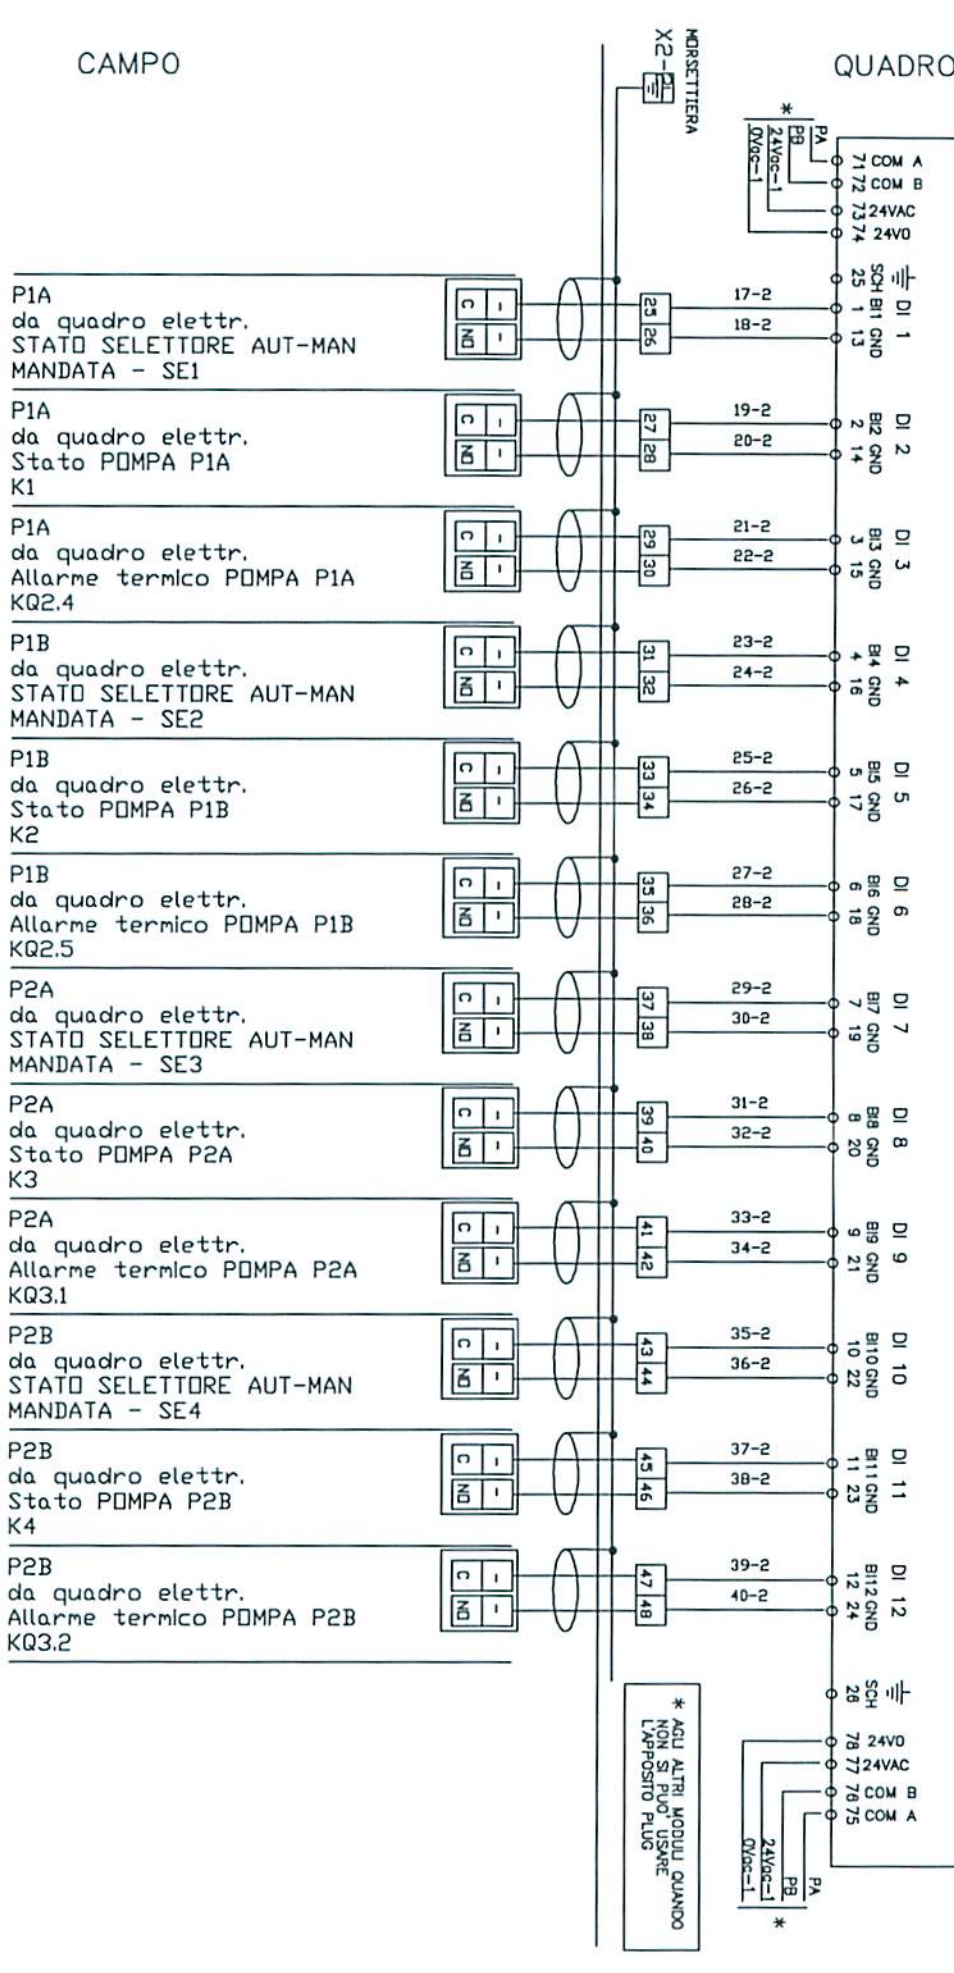 CAMPO
QUADRO
MORSETTIERA
X2-
*
PA
PB
24Vac-1
0Vac-1
71 COM A
72 COM B
73 24VAC
74 24V0
25 SCH
P1A
da quadro elettr.
STATO SELETTORE AUT-MAN
MANDATA - SE1
C -
NO -
25
26
17-2
18-2
1 BI1
13 GND
DI 1
P1A
da quadro elettr.
Stato POMPA P1A
K1
C -
NO -
27
28
19-2
20-2
2 BI2
14 GND
DI 2
P1A
da quadro elettr.
Allarme termico POMPA P1A
KQ2.4
C -
NO -
29
30
21-2
22-2
3 BI3
15 GND
DI 3
P1B
da quadro elettr.
STATO SELETTORE AUT-MAN
MANDATA - SE2
C -
NO -
31
32
23-2
24-2
4 BI4
16 GND
DI 4
P1B
da quadro elettr.
Stato POMPA P1B
K2
C -
NO -
33
34
25-2
26-2
5 BI5
17 GND
DI 5
P1B
da quadro elettr.
Allarme termico POMPA P1B
KQ2.5
C -
NO -
35
36
27-2
28-2
6 BI6
18 GND
DI 6
P2A
da quadro elettr.
STATO SELETTORE AUT-MAN
MANDATA - SE3
C -
NO -
37
38
29-2
30-2
7 BI7
19 GND
DI 7
P2A
da quadro elettr.
Stato POMPA P2A
K3
C -
NO -
39
40
31-2
32-2
8 BI8
20 GND
DI 8
P2A
da quadro elettr.
Allarme termico POMPA P2A
KQ3.1
C -
NO -
41
42
33-2
34-2
9 BI9
21 GND
DI 9
P2B
da quadro elettr.
STATO SELETTORE AUT-MAN
MANDATA - SE4
C -
NO -
43
44
35-2
36-2
10 BI10
22 GND
DI 10
P2B
da quadro elettr.
Stato POMPA P2B
K4
C -
NO -
45
46
37-2
38-2
11 BI11
23 GND
DI 11
P2B
da quadro elettr.
Allarme termico POMPA P2B
KQ3.2
C -
NO -
47
48
39-2
40-2
12 BI12
24 GND
DI 12
26 SCH
78 24V0
77 24VAC
76 COM B
75 COM A
PA
PB
24Vac-1
0Vac-1
*
* AGLI ALTRI MODULI QUANDO
NON SI PUO' USARE
L'APPOSITO PLUG